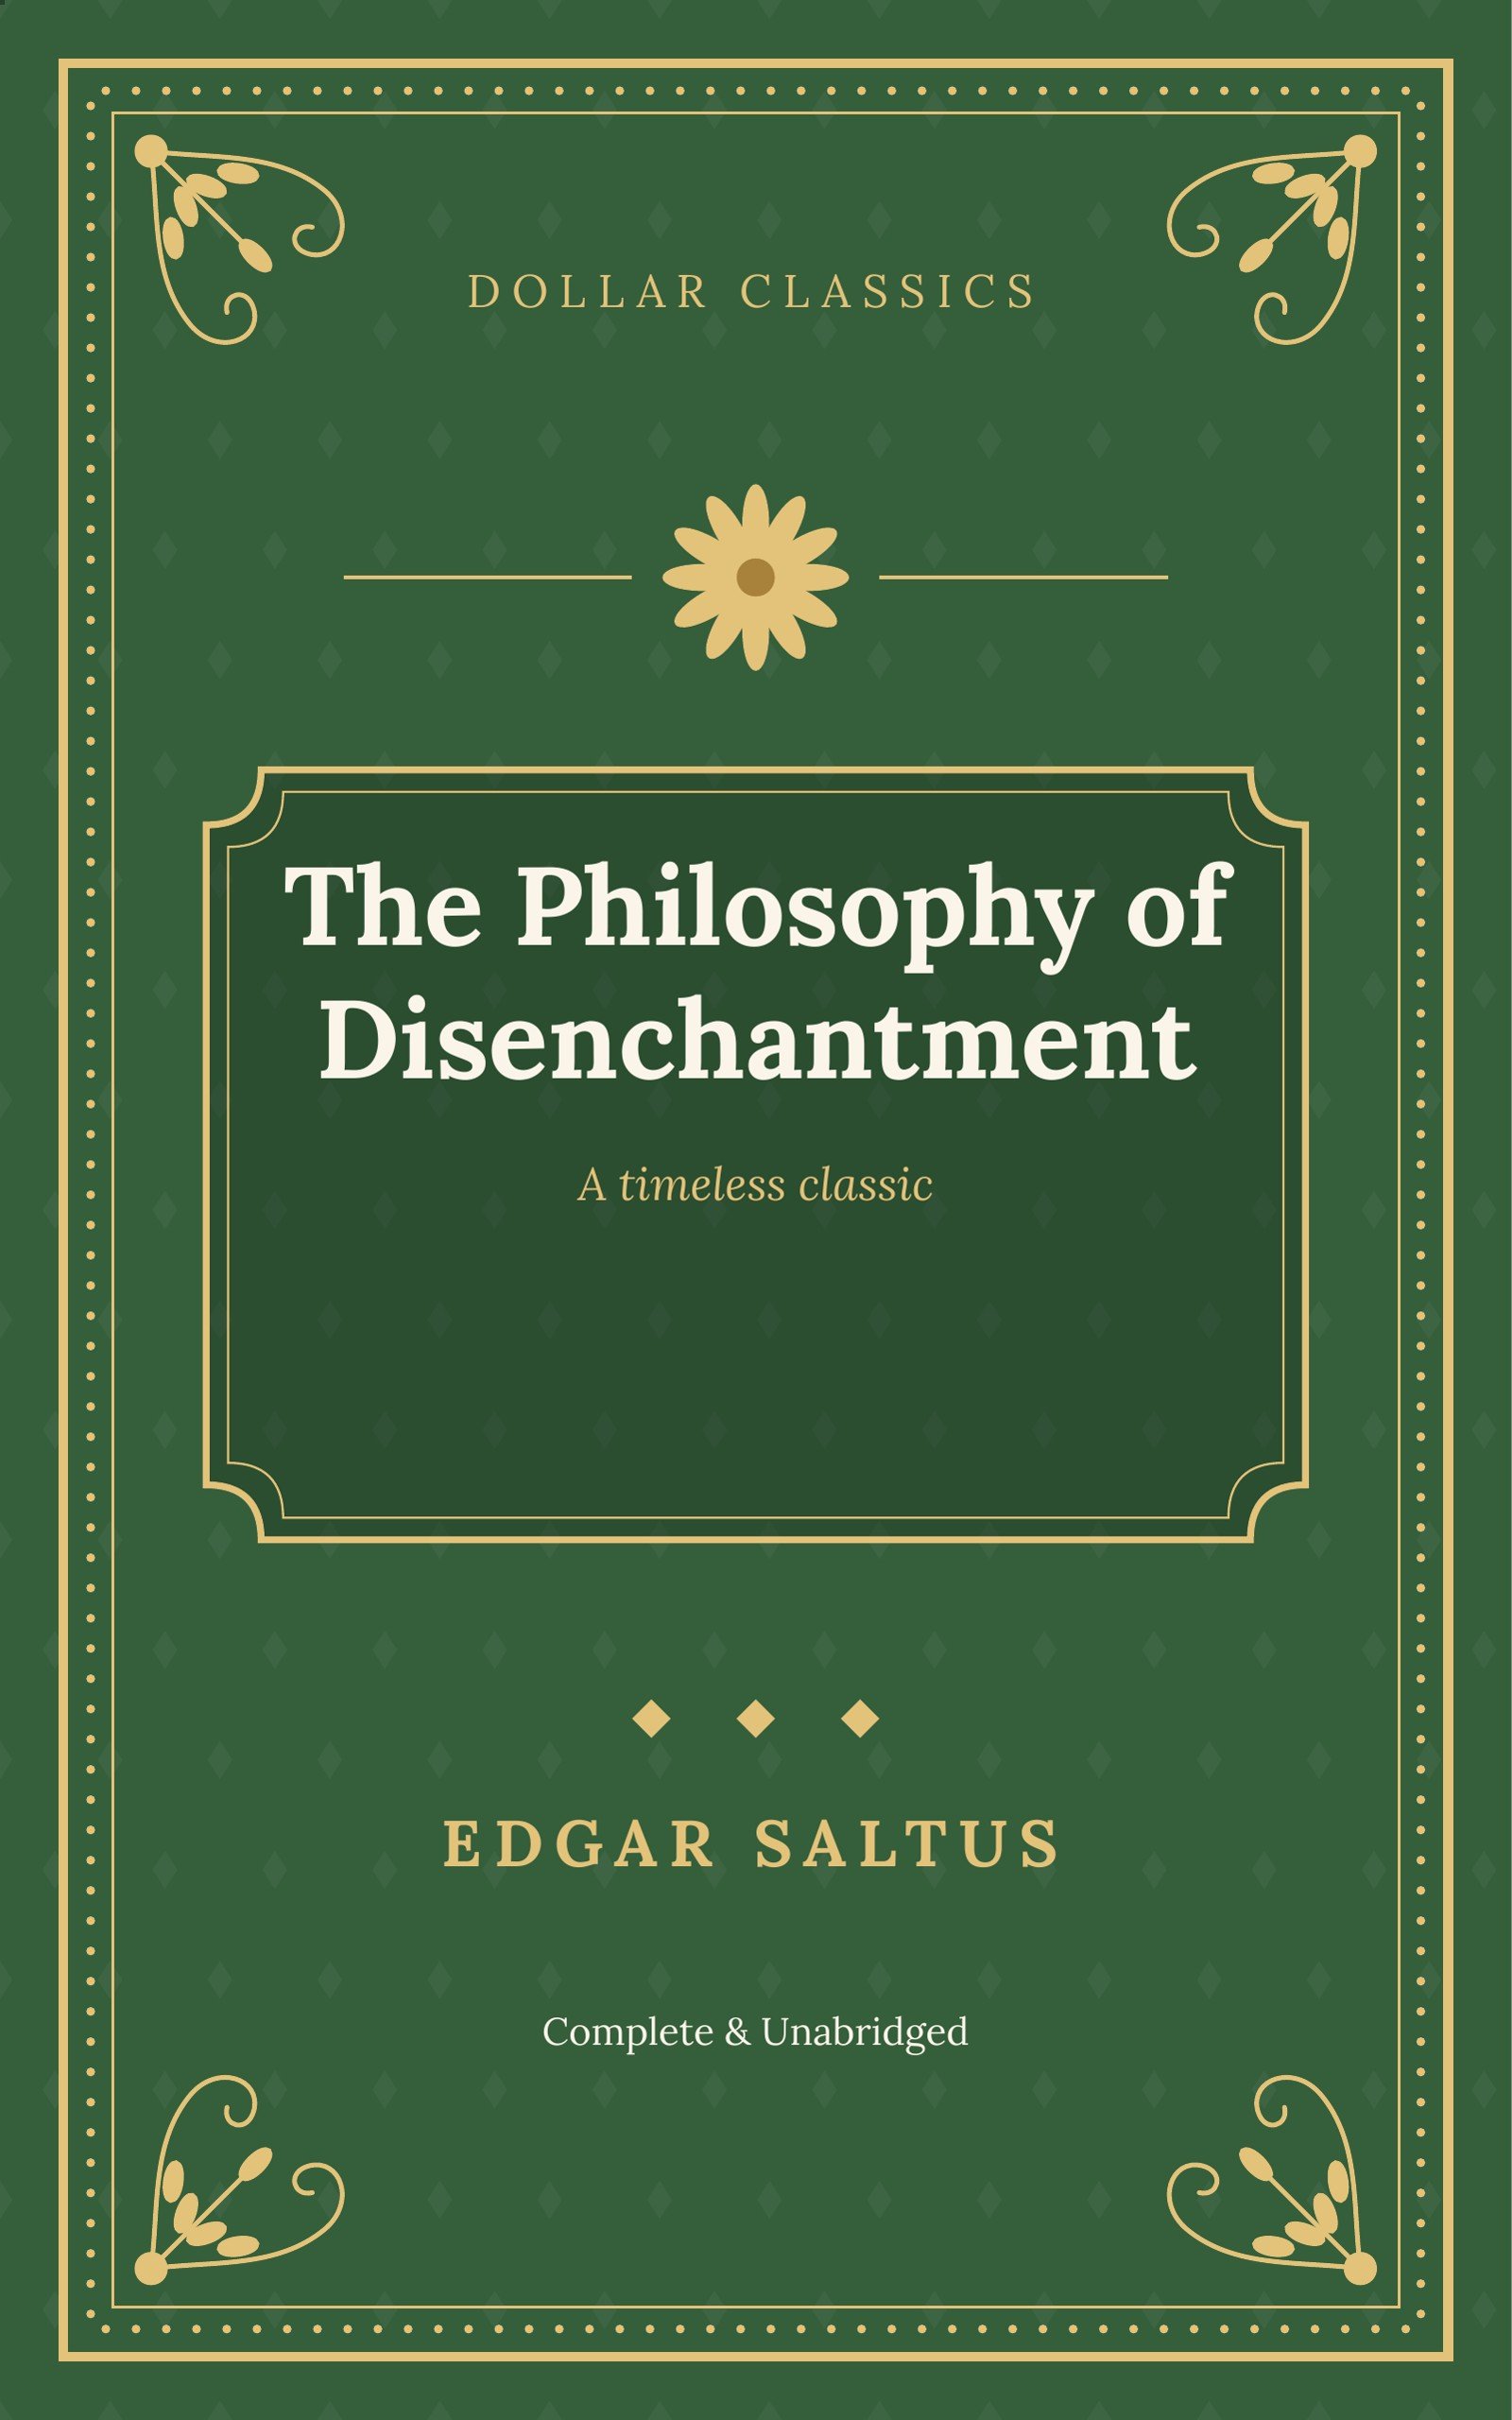 DOLLAR CLASSICS
The Philosophy of
Disenchantment
A timeless classic
EDGAR SALTUS
Complete & Unabridged